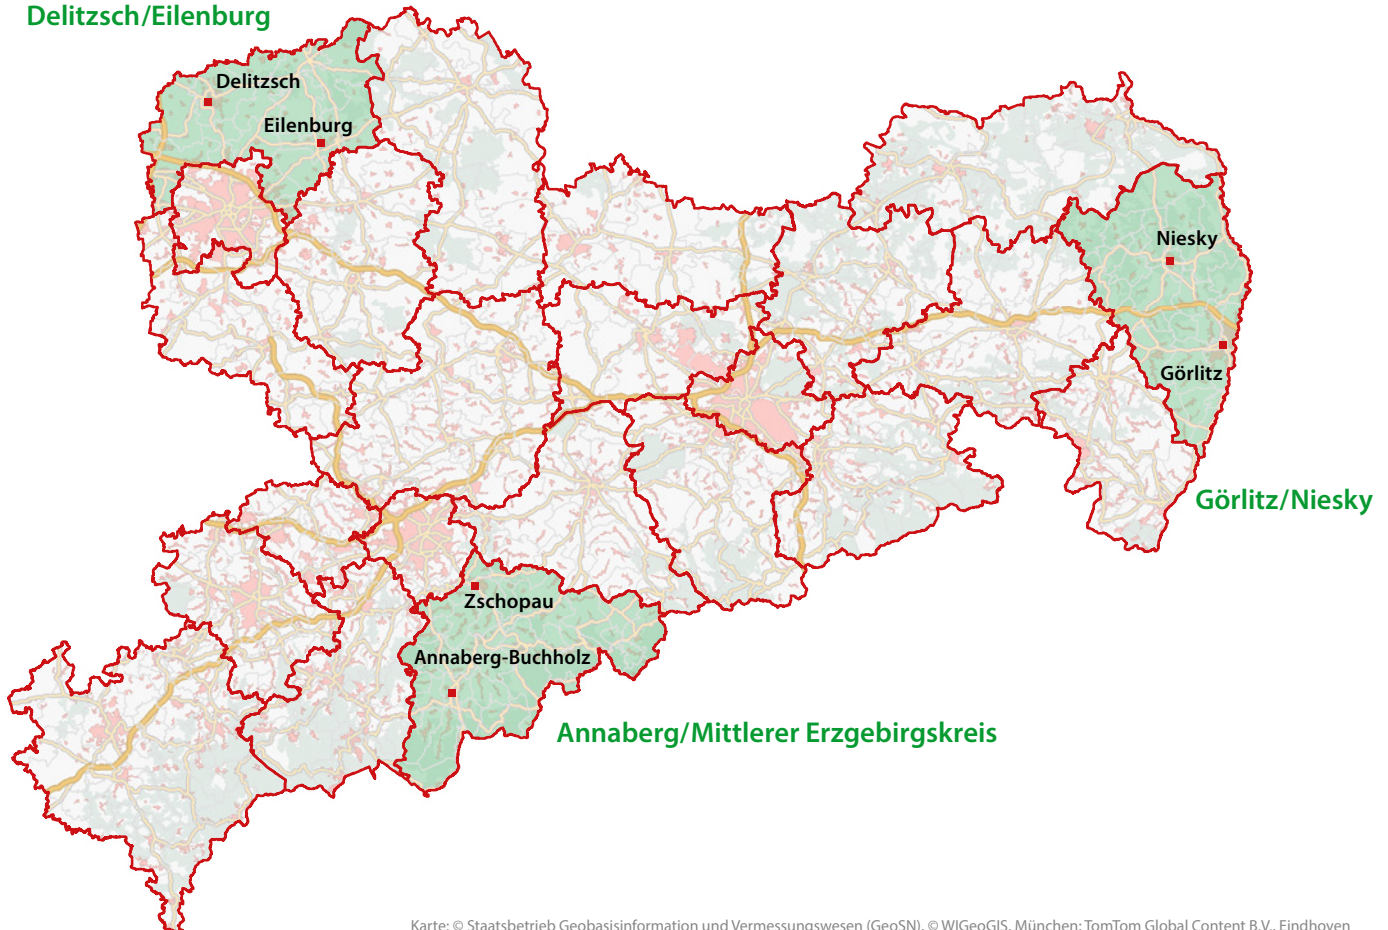 Delitzsch/Eilenburg
Delitzsch
Eilenburg
Niesky
Görlitz
Görlitz/Niesky
Zschopau
Annaberg-Buchholz
Annaberg/Mittlerer Erzgebirgskreis
Karte: © Staatsbetrieb Geobasisinformation und Vermessungswesen (GeoSN), © WIGeoGIS, München; TomTom Global Content B.V., Eindhoven